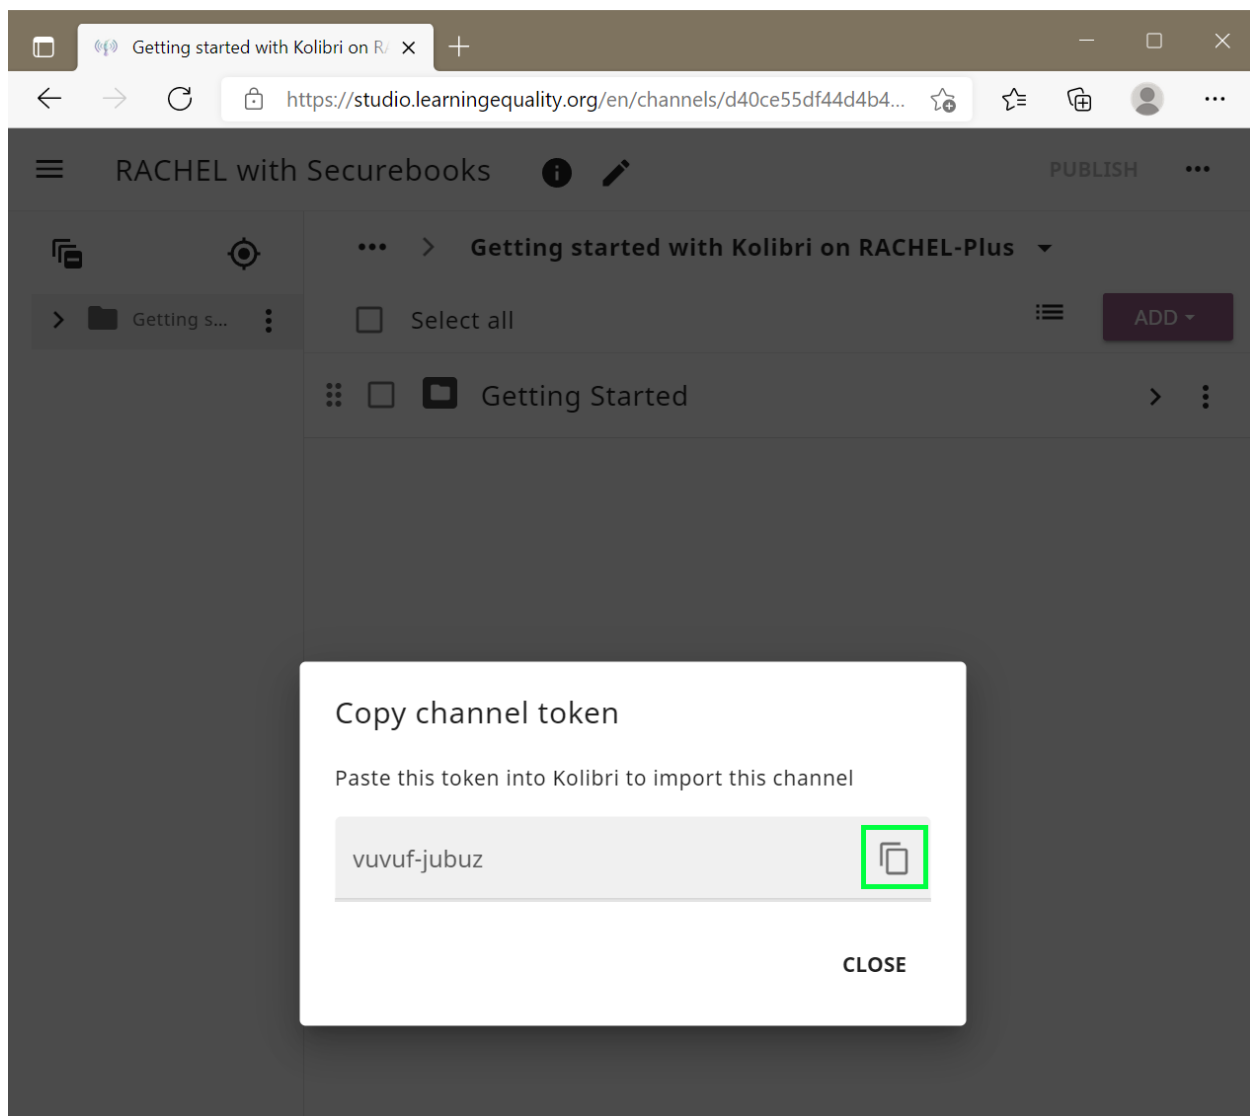 Getting started with Kolibri on R
https://studio.learningequality.org/en/channels/d40ce55df44d4b4...
RACHEL with Securebooks
PUBLISH
Getting started with Kolibri on RACHEL-Plus
Getting s...
Select all
ADD
Getting Started
Copy channel token
Paste this token into Kolibri to import this channel
vuvuf-jubuz
CLOSE